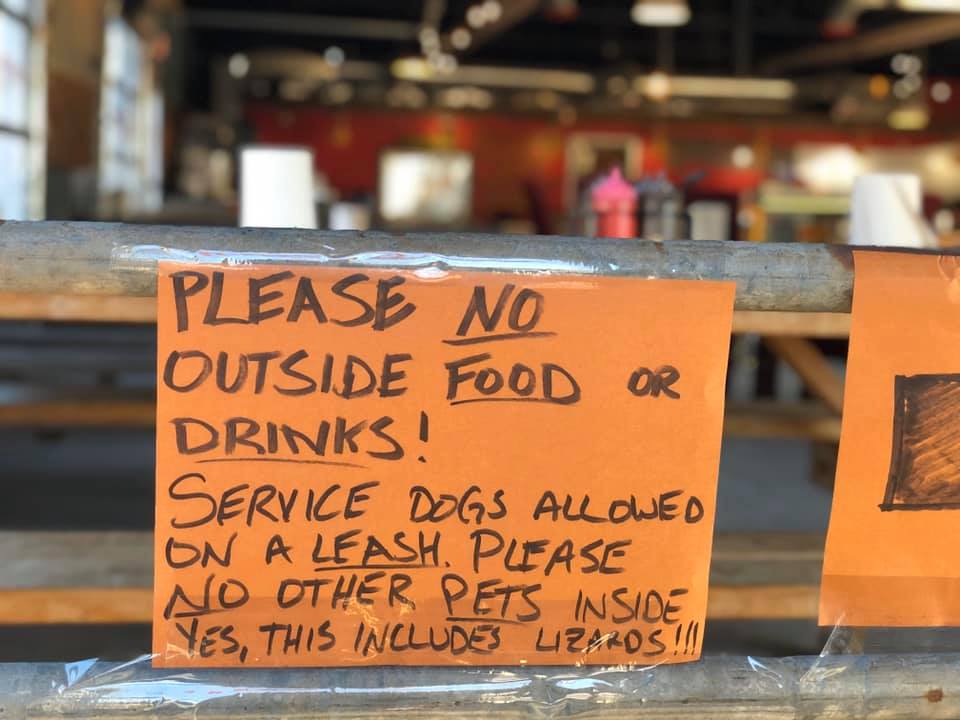 PLEASE NO
OUTSIDE FOOD OR
DRINKS!
SERVICE DOGS ALLOWED
ON A LEASH. PLEASE
NO OTHER PETS INSIDE
YES, THIS INCLUDES LIZARDS!!!